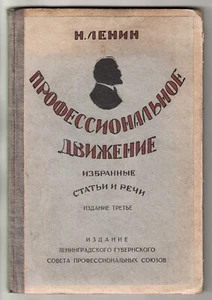 Н. ЛЕНИН
ПРОФЕССИОНАЛЬНОЕ
ДВИЖЕНИЕ
ИЗБРАННЫЕ
СТАТЬИ И РЕЧИ
ИЗДАНИЕ ТРЕТЬЕ
ИЗДАНИЕ
ЛЕНИНГРАДСКОГО ГУБЕРНСКОГО
СОВЕТА ПРОФЕССИОНАЛЬНЫХ СОЮЗОВ